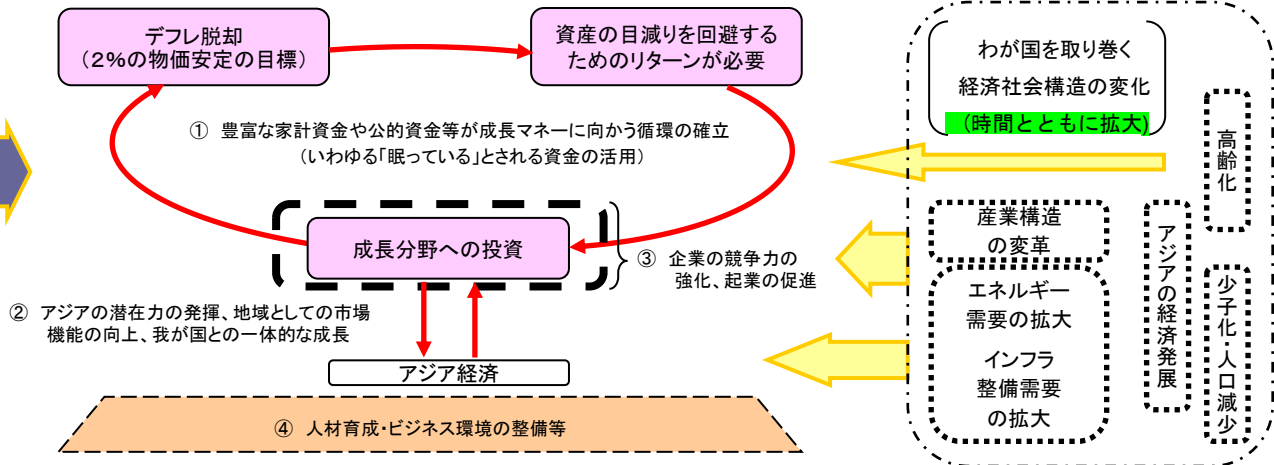 デフレ脱却
（2％の物価安定の目標）
資産の目減りを回避する
ためのリターンが必要
① 豊富な家計資金や公的資金等が成長マネーに向かう循環の確立
（いわゆる「眠っている」とされる資金の活用）
成長分野への投資
③ 企業の競争力の
強化、起業の促進
② アジアの潜在力の発揮、地域としての市場
機能の向上、我が国との一体的な成長
アジア経済
④ 人材育成・ビジネス環境の整備等
わが国を取り巻く
経済社会構造の変化
（時間とともに拡大）
高齢化
産業構造
の変革
エネルギー
需要の拡大
インフラ
整備需要
の拡大
アジアの経済発展
少子化・人口減少